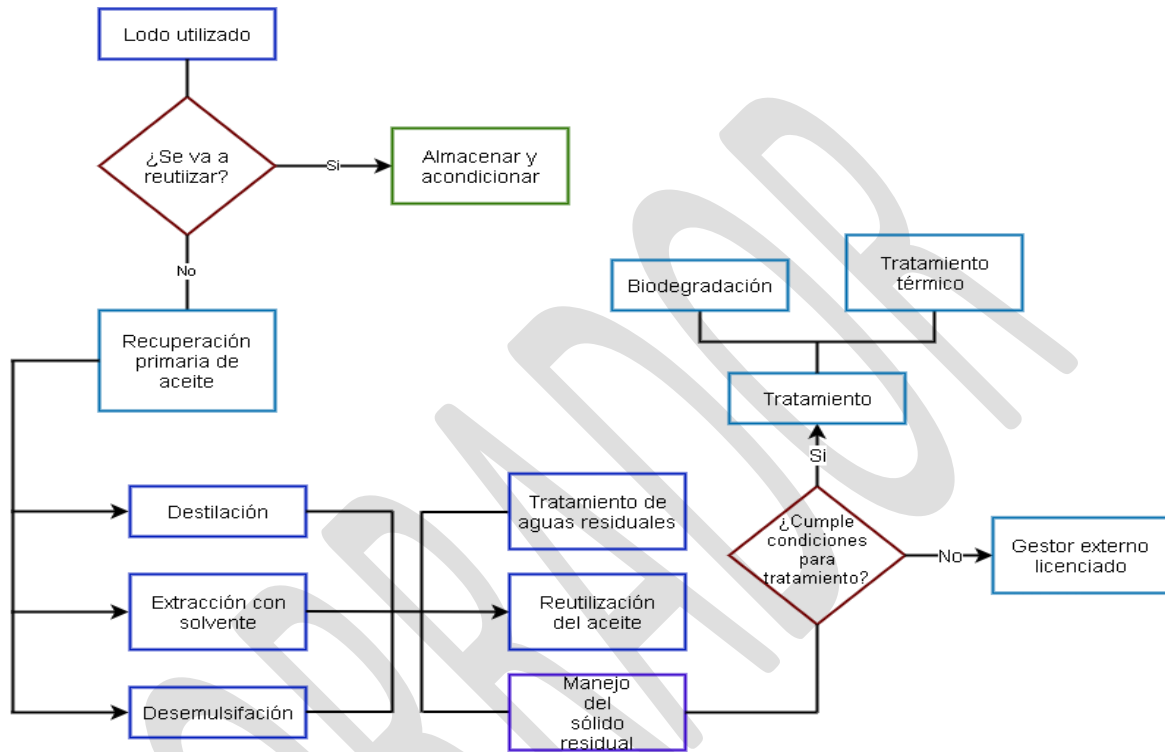 Lodo utilizado
¿Se va a
reutiizar?
Si
Almacenar y
acondicionar
No
Recuperación
primaria de
aceite
Biodegradación
Tratamiento
térmico
Tratamiento
Si
Destilación
Extracción con
solvente
Desemulsifación
Tratamiento de
aguas residuales
Reutilización
del aceite
Manejo
del
sólido
residual
¿Cumple
condiciones
para
tratamiento?
No
Gestor externo
licenciado